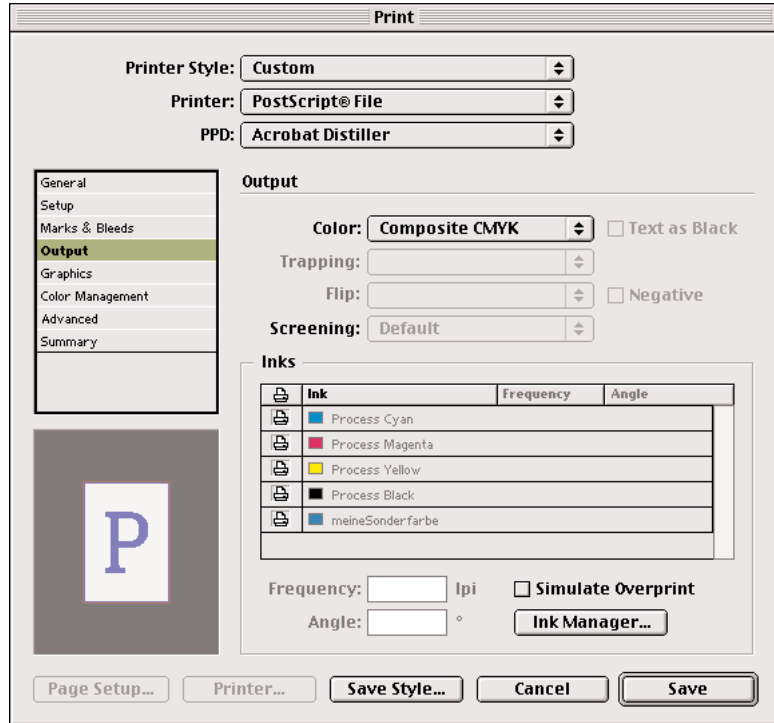 Print
Printer Style: Custom
Printer: PostScript® File
PPD: Acrobat Distiller
General
Setup
Marks & Bleeds
Output
Graphics
Color Management
Advanced
Summary
P
Output
Color: Composite CMYK Text as Black
Trapping:
Flip: Negative
Screening: Default
Inks
Ink Frequency Angle
Process Cyan
Process Magenta
Process Yellow
Process Black
meineSonderfarbe
Frequency: lpi Simulate Overprint
Angle: ° Ink Manager...
Page Setup... Printer... Save Style... Cancel Save